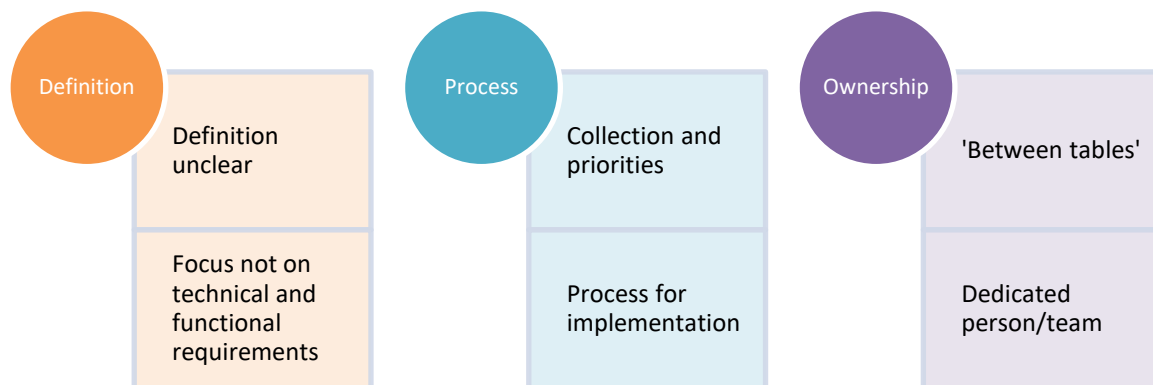 Definition
Definition
unclear
Focus not on
technical and
functional
requirements
Process
Collection and
priorities
Process for
implementation
Ownership
'Between tables'
Dedicated
person/team